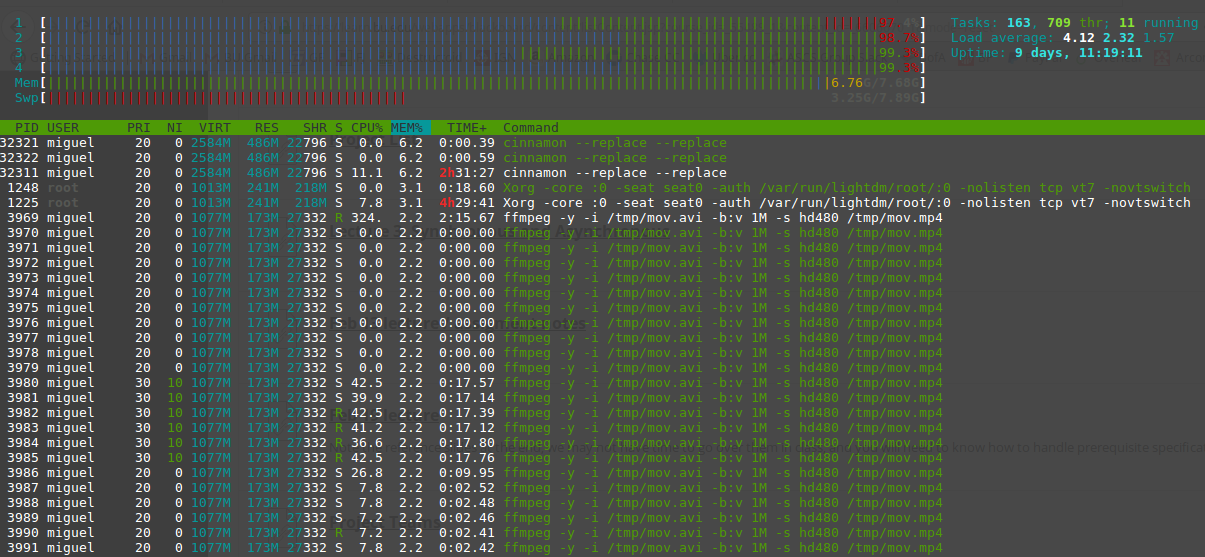 1 [97.4%] Tasks: 163, 709 thr; 11 running
2 [98.7%] Load average: 4.12 2.32 1.57
3 [99.3%] Uptime: 9 days, 11:19:11
4 [99.3%]
Mem[6.76G/7.68G]
Swp[3.25G/7.89G]
PID USER PRI NI VIRT RES SHR S CPU% MEM% TIME+ Command
32321 miguel 20 0 2584M 486M 22796 S 0.0 6.2 0:00.39 cinnamon --replace --replace
32322 miguel 20 0 2584M 486M 22796 S 0.0 6.2 0:00.59 cinnamon --replace --replace
32311 miguel 20 0 2584M 486M 22796 S 11.1 6.2 2h31:27 cinnamon --replace --replace
1248 root 20 0 1013M 241M 218M S 0.0 3.1 0:18.60 Xorg -core :0 -seat seat0 -auth /var/run/lightdm/root/:0 -nolisten tcp vt7 -novtswitch
1225 root 20 0 1013M 241M 218M S 7.8 3.1 4h29:41 Xorg -core :0 -seat seat0 -auth /var/run/lightdm/root/:0 -nolisten tcp vt7 -novtswitch
3969 miguel 20 0 1077M 173M 27332 R 324. 2.2 2:15.67 ffmpeg -y -i /tmp/mov.avi -b:v 1M -s hd480 /tmp/mov.mp4
3970 miguel 20 0 1077M 173M 27332 S 0.0 2.2 0:00.00 ffmpeg -y -i /tmp/mov.avi -b:v 1M -s hd480 /tmp/mov.mp4
3971 miguel 20 0 1077M 173M 27332 S 0.0 2.2 0:00.00 ffmpeg -y -i /tmp/mov.avi -b:v 1M -s hd480 /tmp/mov.mp4
3972 miguel 20 0 1077M 173M 27332 S 0.0 2.2 0:00.00 ffmpeg -y -i /tmp/mov.avi -b:v 1M -s hd480 /tmp/mov.mp4
3973 miguel 20 0 1077M 173M 27332 S 0.0 2.2 0:00.00 ffmpeg -y -i /tmp/mov.avi -b:v 1M -s hd480 /tmp/mov.mp4
3974 miguel 20 0 1077M 173M 27332 S 0.0 2.2 0:00.00 ffmpeg -y -i /tmp/mov.avi -b:v 1M -s hd480 /tmp/mov.mp4
3975 miguel 20 0 1077M 173M 27332 S 0.0 2.2 0:00.00 ffmpeg -y -i /tmp/mov.avi -b:v 1M -s hd480 /tmp/mov.mp4
3976 miguel 20 0 1077M 173M 27332 S 0.0 2.2 0:00.00 ffmpeg -y -i /tmp/mov.avi -b:v 1M -s hd480 /tmp/mov.mp4
3977 miguel 20 0 1077M 173M 27332 S 0.0 2.2 0:00.00 ffmpeg -y -i /tmp/mov.avi -b:v 1M -s hd480 /tmp/mov.mp4
3978 miguel 20 0 1077M 173M 27332 S 0.0 2.2 0:00.00 ffmpeg -y -i /tmp/mov.avi -b:v 1M -s hd480 /tmp/mov.mp4
3979 miguel 20 0 1077M 173M 27332 S 0.0 2.2 0:00.00 ffmpeg -y -i /tmp/mov.avi -b:v 1M -s hd480 /tmp/mov.mp4
3980 miguel 30 10 1077M 173M 27332 S 42.5 2.2 0:17.57 ffmpeg -y -i /tmp/mov.avi -b:v 1M -s hd480 /tmp/mov.mp4
3981 miguel 30 10 1077M 173M 27332 S 39.9 2.2 0:17.14 ffmpeg -y -i /tmp/mov.avi -b:v 1M -s hd480 /tmp/mov.mp4
3982 miguel 30 10 1077M 173M 27332 R 42.5 2.2 0:17.39 ffmpeg -y -i /tmp/mov.avi -b:v 1M -s hd480 /tmp/mov.mp4
3983 miguel 30 10 1077M 173M 27332 R 41.2 2.2 0:17.12 ffmpeg -y -i /tmp/mov.avi -b:v 1M -s hd480 /tmp/mov.mp4
3984 miguel 30 10 1077M 173M 27332 R 36.6 2.2 0:17.80 ffmpeg -y -i /tmp/mov.avi -b:v 1M -s hd480 /tmp/mov.mp4
3985 miguel 30 10 1077M 173M 27332 R 42.5 2.2 0:17.76 ffmpeg -y -i /tmp/mov.avi -b:v 1M -s hd480 /tmp/mov.mp4
3986 miguel 20 0 1077M 173M 27332 S 26.8 2.2 0:09.95 ffmpeg -y -i /tmp/mov.avi -b:v 1M -s hd480 /tmp/mov.mp4
3987 miguel 20 0 1077M 173M 27332 S 7.8 2.2 0:02.52 ffmpeg -y -i /tmp/mov.avi -b:v 1M -s hd480 /tmp/mov.mp4
3988 miguel 20 0 1077M 173M 27332 S 7.8 2.2 0:02.48 ffmpeg -y -i /tmp/mov.avi -b:v 1M -s hd480 /tmp/mov.mp4
3989 miguel 20 0 1077M 173M 27332 S 7.2 2.2 0:02.46 ffmpeg -y -i /tmp/mov.avi -b:v 1M -s hd480 /tmp/mov.mp4
3990 miguel 20 0 1077M 173M 27332 R 7.2 2.2 0:02.41 ffmpeg -y -i /tmp/mov.avi -b:v 1M -s hd480 /tmp/mov.mp4
3991 miguel 20 0 1077M 173M 27332 S 7.8 2.2 0:02.42 ffmpeg -y -i /tmp/mov.avi -b:v 1M -s hd480 /tmp/mov.mp4